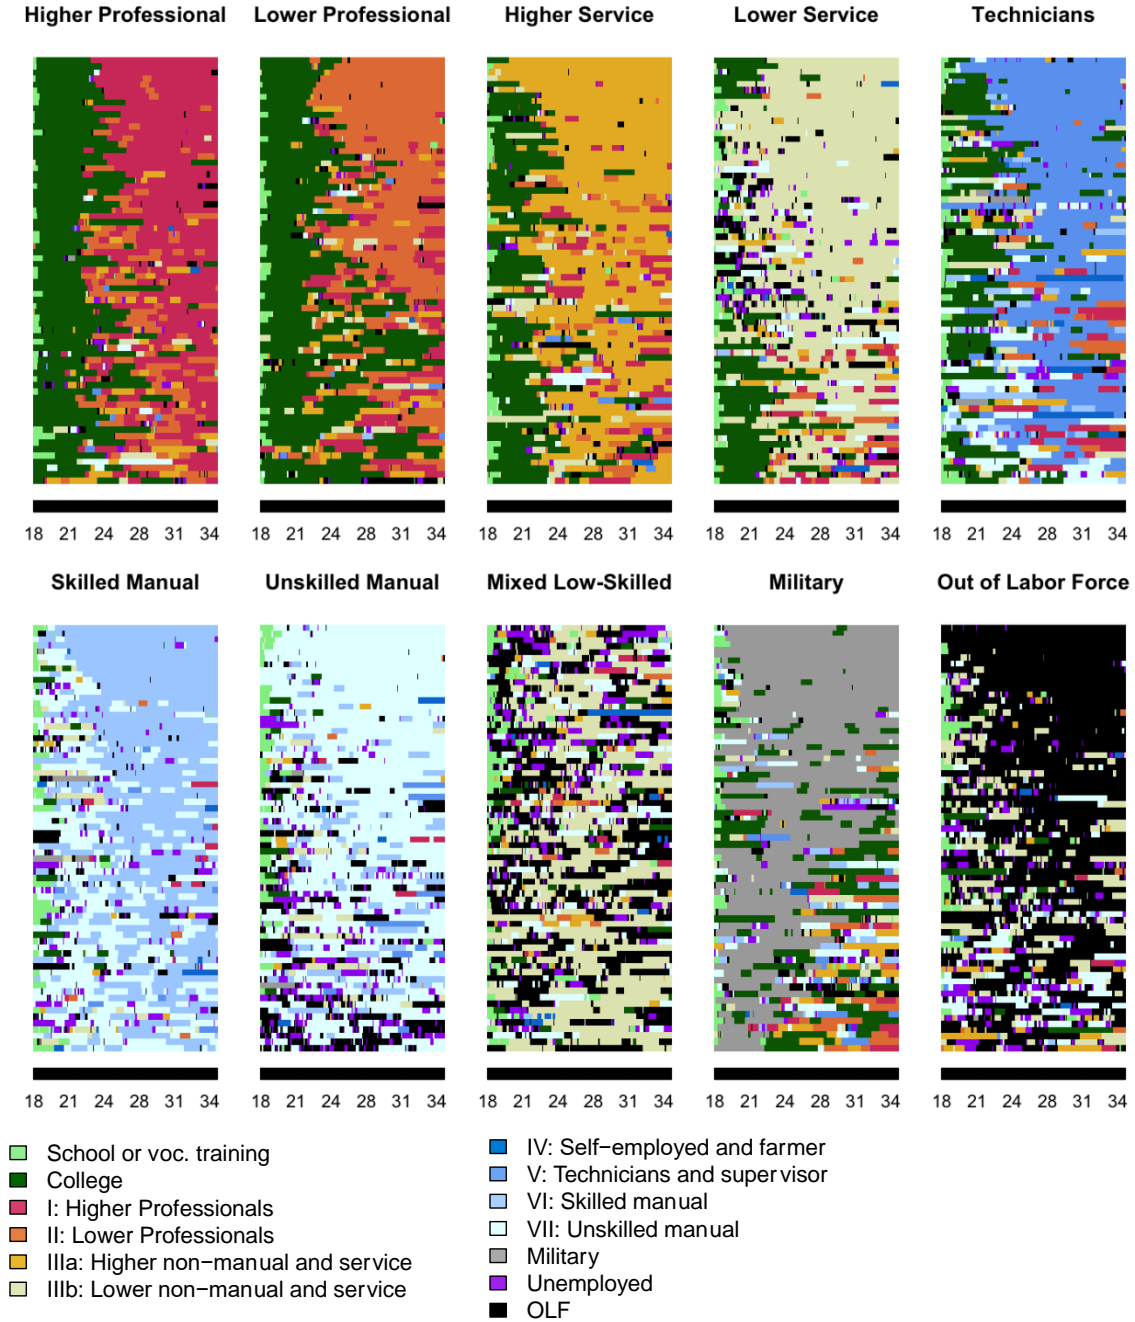 Higher Professional Lower Professional Higher Service Lower Service Technicians
18 21 24 28 31 34 18 21 24 28 31 34 18 21 24 28 31 34 18 21 24 28 31 34 18 21 24 28 31 34
Skilled Manual Unskilled Manual Mixed Low-Skilled Military Out of Labor Force
18 21 24 28 31 34 18 21 24 28 31 34 18 21 24 28 31 34 18 21 24 28 31 34 18 21 24 28 31 34
School or voc. training
College
I: Higher Professionals
II: Lower Professionals
IIIa: Higher non−manual and service
IIIb: Lower non−manual and service
IV: Self−employed and farmer
V: Technicians and supervisor
VI: Skilled manual
VII: Unskilled manual
Military
Unemployed
OLF